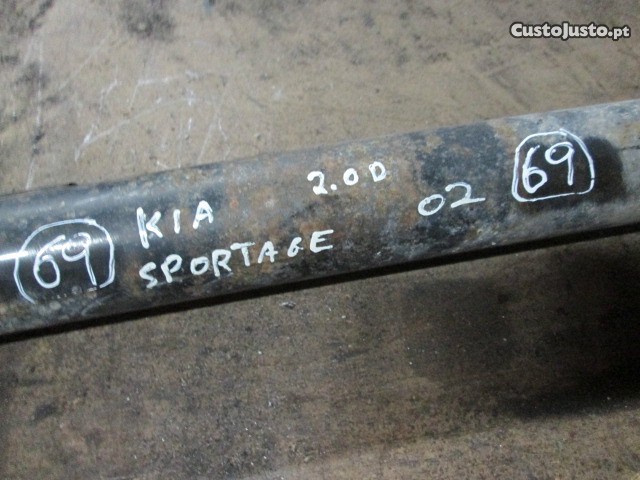 CustoJusto.pt
69 KIA 2.0D 02 69
SPORTAGE